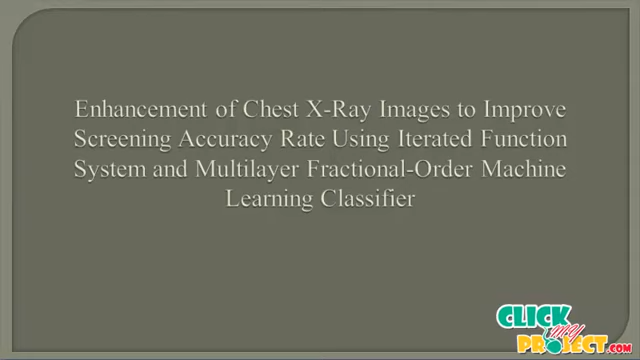 Enhancement of Chest X-Ray Images to Improve
Screening Accuracy Rate Using Iterated Function
System and Multilayer Fractional-Order Machine
Learning Classifier
CLICK
MY
PROJECT.COM